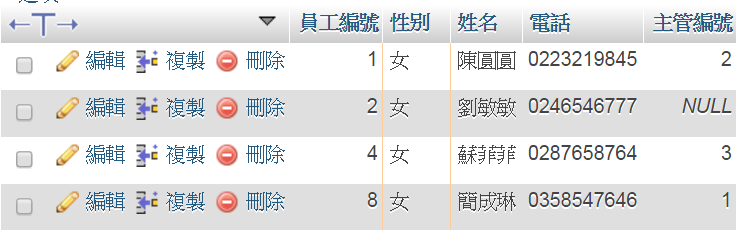 員工編號 性別 姓名 電話 主管編號
編輯 複製 刪除 1 女 陳圓圓 0223219845 2
編輯 複製 刪除 2 女 劉敏敏 0246546777 NULL
編輯 複製 刪除 4 女 蘇菲菲 0287658764 3
編輯 複製 刪除 8 女 簡成琳 0358547646 1